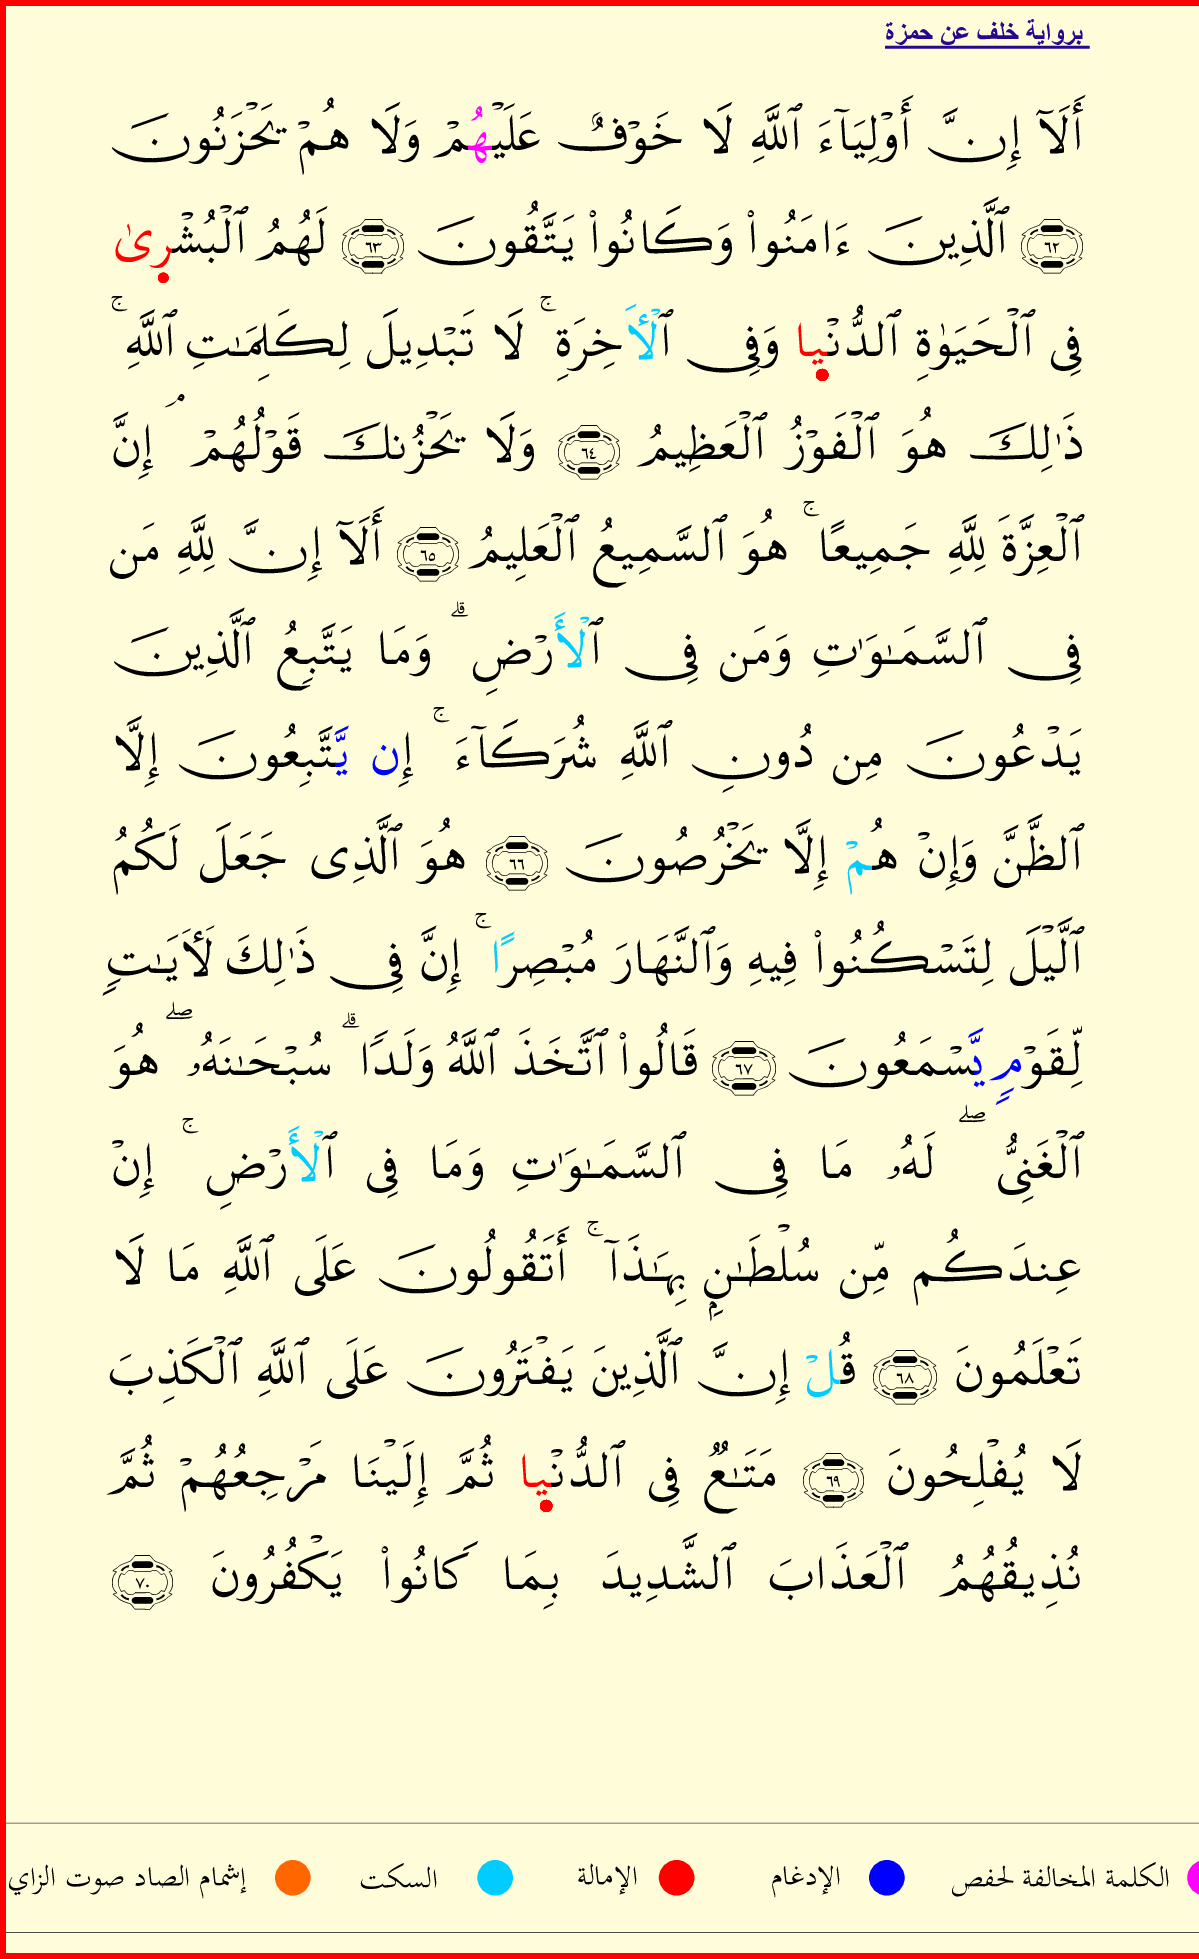 برواية خلف عن حمزة
أَلَآ إِنَّ أَوْلِيَآءَ ٱللَّهِ لَا خَوْفٌ عَلَيْهُمْ وَلَا هُمْ يَحْزَنُونَ
٦٢ ٱلَّذِينَ ءَامَنُوا۟ وَكَانُوا۟ يَتَّقُونَ ٦٣ لَهُمُ ٱلْبُشْرِىٰ
فِى ٱلْحَيَوٰةِ ٱلدُّنْيا وَفِى ٱلْأَخِرَةِ ۚ لَا تَبْدِيلَ لِكَلِمَـٰتِ ٱللَّهِ ۚ
ذَٰلِكَ هُوَ ٱلْفَوْزُ ٱلْعَظِيمُ ٦٤ وَلَا يَحْزُنكَ قَوْلُهُمْ ۘ إِنَّ
ٱلْعِزَّةَ لِلَّهِ جَمِيعًا ۚ هُوَ ٱلسَّمِيعُ ٱلْعَلِيمُ ٦٥ أَلَآ إِنَّ لِلَّهِ مَن
فِى ٱلسَّمَـٰوَٰتِ وَمَن فِى ٱلْأَرْضِ ۗ وَمَا يَتَّبِعُ ٱلَّذِينَ
يَدْعُونَ مِن دُونِ ٱللَّهِ شُرَكَآءَ ۚ إِن يَّتَّبِعُونَ إِلَّا
ٱلظَّنَّ وَإِنْ هُمْ إِلَّا يَخْرُصُونَ ٦٦ هُوَ ٱلَّذِى جَعَلَ لَكُمُ
ٱلَّيْلَ لِتَسْكُنُوا۟ فِيهِ وَٱلنَّهَارَ مُبْصِرًا ۚ إِنَّ فِى ذَٰلِكَ لَأَيَـٰتٍ
لِّقَوْمٍ يَّسْمَعُونَ ٦٧ قَالُوا۟ ٱتَّخَذَ ٱللَّهُ وَلَدًا ۗ سُبْحَـٰنَهُۥ ۖ هُوَ
ٱلْغَنِىُّ ۖ لَهُۥ مَا فِى ٱلسَّمَـٰوَٰتِ وَمَا فِى ٱلْأَرْضِ ۚ إِنْ
عِندَكُم مِّن سُلْطَـٰنٍۭ بِهَـٰذَآ ۚ أَتَقُولُونَ عَلَى ٱللَّهِ مَا لَا
تَعْلَمُونَ ٦٨ قُلْ إِنَّ ٱلَّذِينَ يَفْتَرُونَ عَلَى ٱللَّهِ ٱلْكَذِبَ
لَا يُفْلِحُونَ ٦٩ مَتَـٰعٌ فِى ٱلدُّنْيا ثُمَّ إِلَيْنَا مَرْجِعُهُمْ ثُمَّ
نُذِيقُهُمُ ٱلْعَذَابَ ٱلشَّدِيدَ بِمَا كَانُوا۟ يَكْفُرُونَ ٧٠
الكلمة المخالفة لحفص الإدغام الإمالة السكت إشمام الصاد صوت الزاي